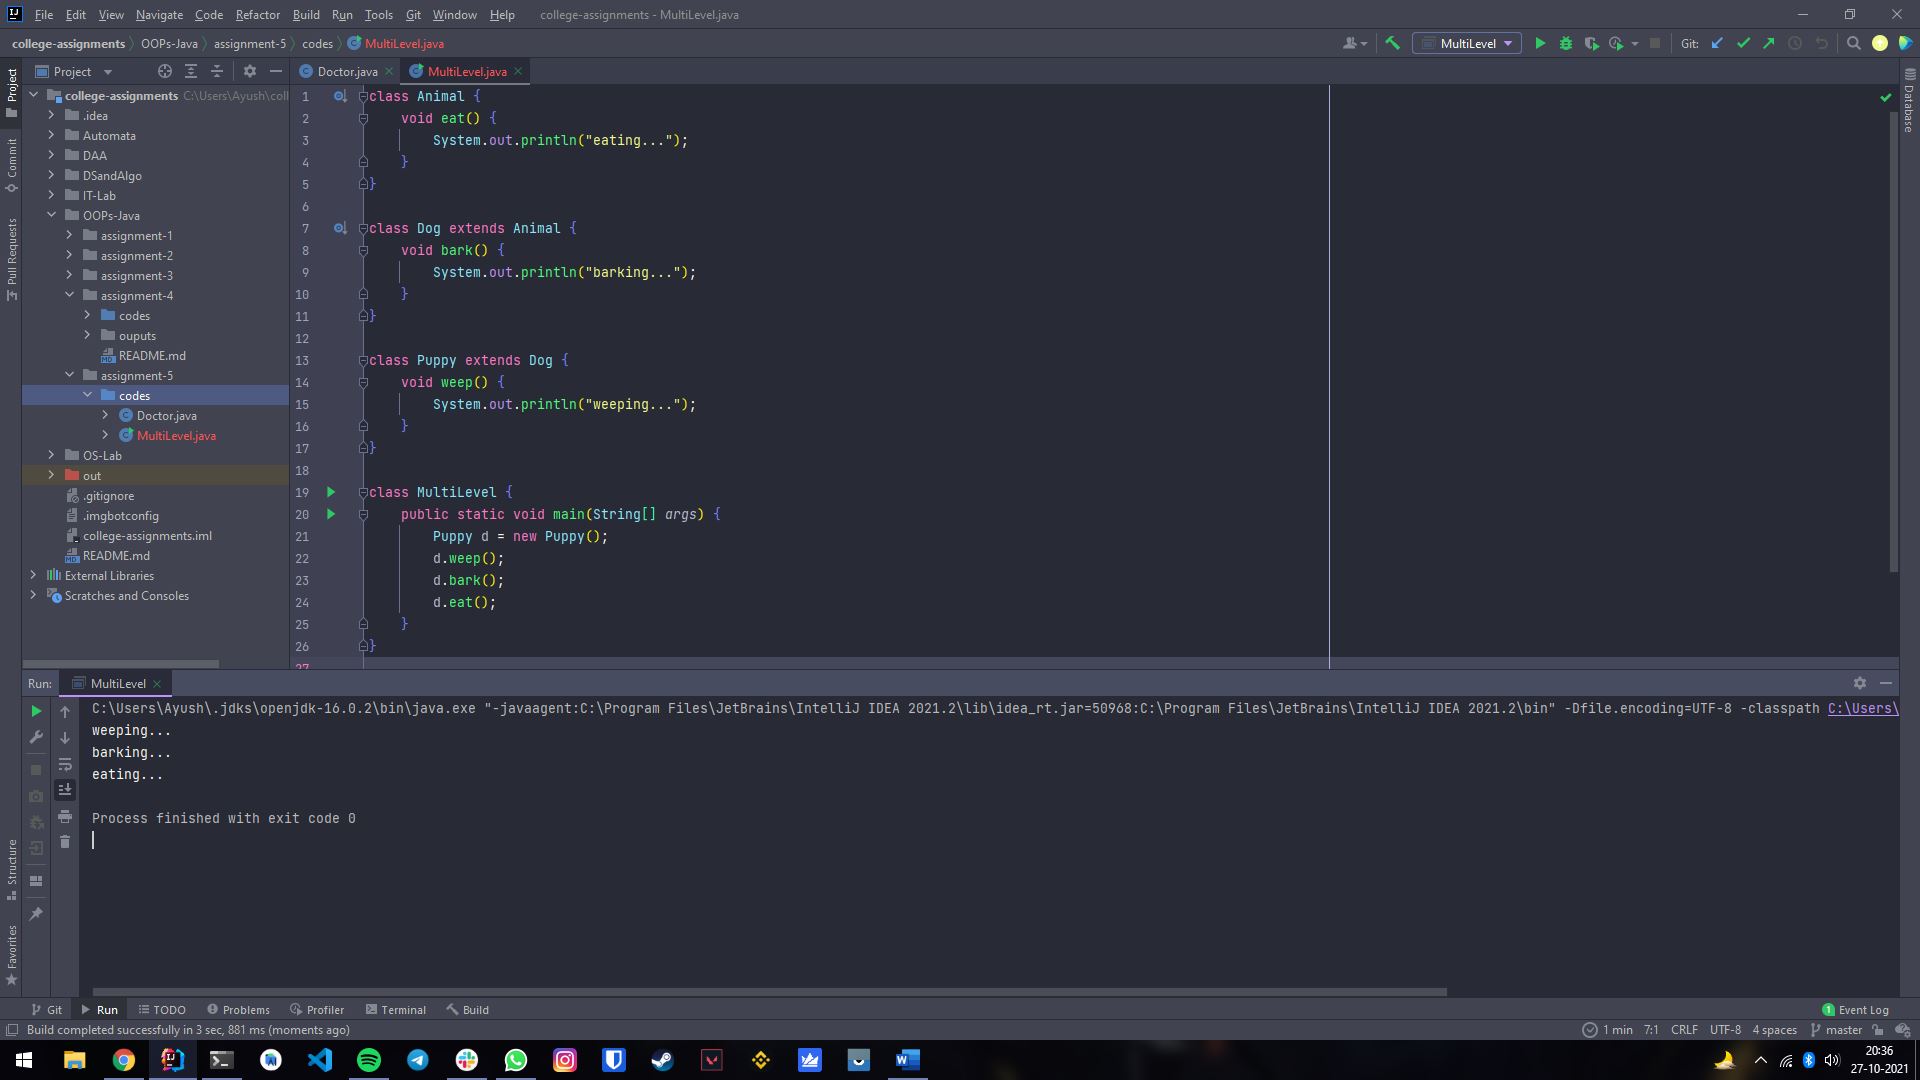 File Edit View Navigate Code Refactor Build Run Tools Git Window Help college-assignments - MultiLevel.java
college-assignments OOPs-Java assignment-5 codes MultiLevel.java MultiLevel Git:
Project Doctor.java MultiLevel.java
college-assignments C:\Users\Ayush\coll
.idea
Automata
DAA
DSandAlgo
IT-Lab
OOPs-Java
assignment-1
assignment-2
assignment-3
assignment-4
codes
ouputs
README.md
assignment-5
codes
Doctor.java
MultiLevel.java
OS-Lab
out
.gitignore
.imgbotconfig
college-assignments.iml
README.md
External Libraries
Scratches and Consoles
Project
Commit
Pull Requests
Structure
Favorites
Database
1 class Animal {
2 void eat() {
3 System.out.println("eating...");
4 }
5 }
6
7 class Dog extends Animal {
8 void bark() {
9 System.out.println("barking...");
10 }
11 }
12
13 class Puppy extends Dog {
14 void weep() {
15 System.out.println("weeping...");
16 }
17 }
18
19 class MultiLevel {
20 public static void main(String[] args) {
21 Puppy d = new Puppy();
22 d.weep();
23 d.bark();
24 d.eat();
25 }
26 }
27
Run: MultiLevel
C:\Users\Ayush\.jdks\openjdk-16.0.2\bin\java.exe "-javaagent:C:\Program Files\JetBrains\IntelliJ IDEA 2021.2\lib\idea_rt.jar=50968:C:\Program Files\JetBrains\IntelliJ IDEA 2021.2\bin" -Dfile.encoding=UTF-8 -classpath C:\Users\
weeping...
barking...
eating...
Process finished with exit code 0
Git Run TODO Problems Profiler Terminal Build 1 Event Log
Build completed successfully in 3 sec, 881 ms (moments ago) 1 min 7:1 CRLF UTF-8 4 spaces master
20:36
27-10-2021